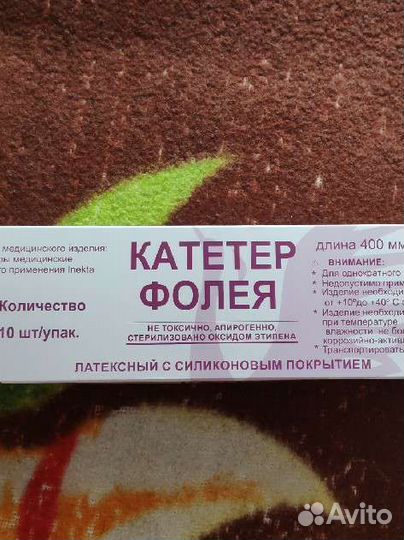 медицинского изделия:
ры медицинские
о применения Inekta
Количество
10 шт/упак.
КАТЕТЕР
ФОЛЕЯ
НЕ ТОКСИЧНО, АПИРОГЕННО,
СТЕРИЛИЗОВАНО ОКСИДОМ ЭТИЛЕНА
ЛАТЕКСНЫЙ С СИЛИКОНОВЫМ ПОКРЫТИЕМ
длина 400 мм
ВНИМАНИЕ:
* Для однократного
* Недопустимо прим
* Изделие необходи
от +10°до +40° С
* Изделие необходи
при температуре
влажности не бо
коррозийно-актив
* Транспортировать
Avito